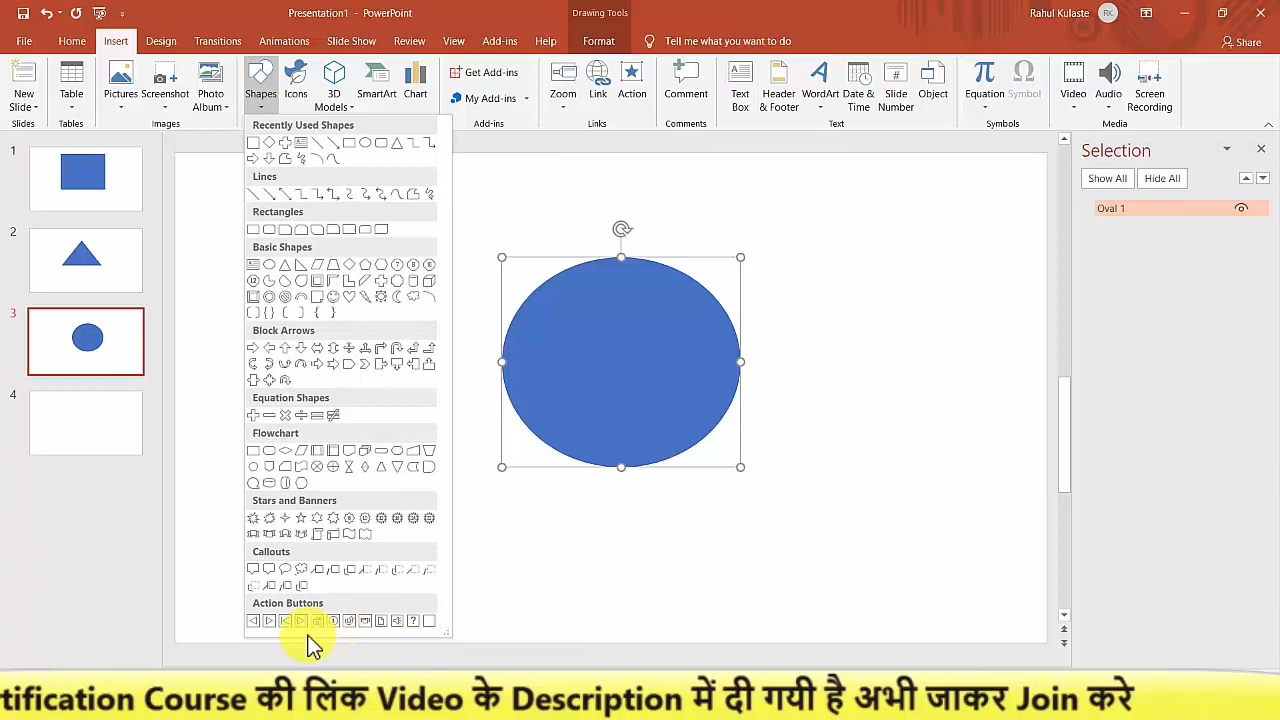 Presentation1 - PowerPoint
Drawing Tools
Rahul Kulaste
RK
File Home Insert Design Transitions Animations Slide Show Review View Add-ins Help Format Tell me what you want to do Share
New Slide
Table
Pictures
Screenshot
Photo Album
Shapes
Icons
3D Models
SmartArt
Chart
Get Add-ins
My Add-ins
Zoom
Link
Action
Comment
Text Box
Header & Footer
WordArt
Date & Time
Slide Number
Object
Equation
Symbol
Video
Audio
Screen Recording
Slides Tables Images Add-ins Links Comments Text Symbols Media
Recently Used Shapes
Lines
Rectangles
Basic Shapes
Block Arrows
Equation Shapes
Flowchart
Stars and Banners
Callouts
Action Buttons
1
2
3
4
Selection
Show All Hide All
Oval 1
tification Course की लिंक Video के Description में दी गयी है अभी जाकर Join करे